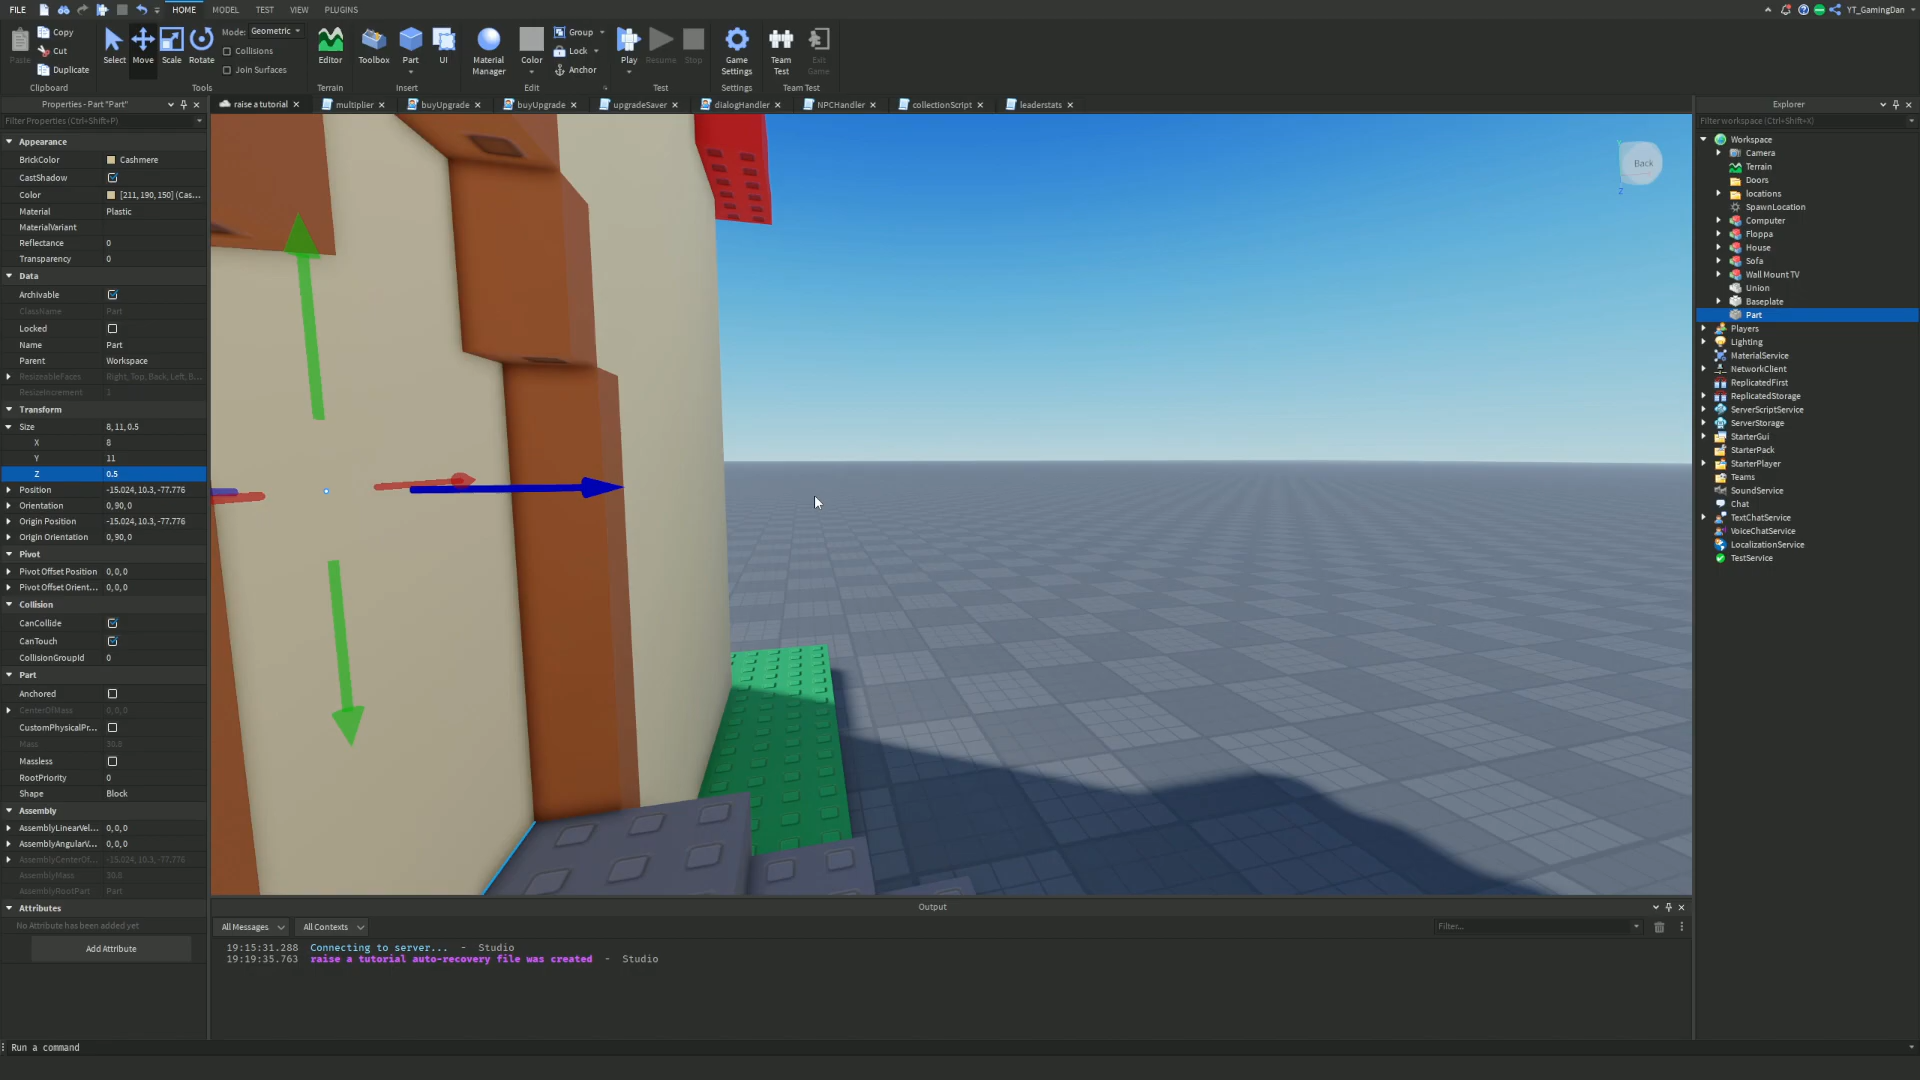 FILE HOME MODEL TEST VIEW PLUGINS YT_GamingDan
Paste Copy Cut Duplicate Clipboard
Select Move Scale Rotate Mode: Geometric Collisions Join Surfaces Tools
Editor Terrain
Toolbox Part UI Insert
Material Manager Color Group Lock Anchor Edit
Play Resume Stop Test
Game Settings Settings
Team Test Exit Game Team Test
Properties - Part "Part"
raise a tutorial multiplier buyUpgrade buyUpgrade upgradeSaver dialogHandler NPCHandler collectionScript leaderstats
Explorer
Filter Properties (Ctrl+Shift+P)
Appearance
BrickColor Cashmere
CastShadow
Color [211, 190, 150] (Cas...
Material Plastic
MaterialVariant
Reflectance 0
Transparency 0
Data
Archivable
ClassName Part
Locked
Name Part
Parent Workspace
ResizeableFaces Right, Top, Back, Left, B...
ResizeIncrement 1
Transform
Size 8, 11, 0.5
X 8
Y 11
Z 0.5
Position -15.024, 10.3, -77.776
Orientation 0, 90, 0
Origin Position -15.024, 10.3, -77.776
Origin Orientation 0, 90, 0
Pivot
Pivot Offset Position 0, 0, 0
Pivot Offset Orient... 0, 0, 0
Collision
CanCollide
CanTouch
CollisionGroupId 0
Part
Anchored
CenterOfMass 0, 0, 0
CustomPhysicalPr...
Mass 30.8
Massless
RootPriority 0
Shape Block
Assembly
AssemblyLinearVel... 0, 0, 0
AssemblyAngularV... 0, 0, 0
AssemblyCenterOf... -15.024, 10.3, -77.776
AssemblyMass 30.8
AssemblyRootPart Part
Attributes
No Attribute has been added yet
Add Attribute
Back
Z
Filter workspace (Ctrl+Shift+X)
Workspace
Camera
Terrain
Doors
locations
SpawnLocation
Computer
Floppa
House
Sofa
Wall Mount TV
Union
Baseplate
Part
Players
Lighting
MaterialService
NetworkClient
ReplicatedFirst
ReplicatedStorage
ServerScriptService
ServerStorage
StarterGui
StarterPack
StarterPlayer
Teams
SoundService
Chat
TextChatService
VoiceChatService
LocalizationService
TestService
Output
All Messages All Contexts Filter...
19:15:31.288 Connecting to server... - Studio
19:19:35.763 raise a tutorial auto-recovery file was created - Studio
Run a command